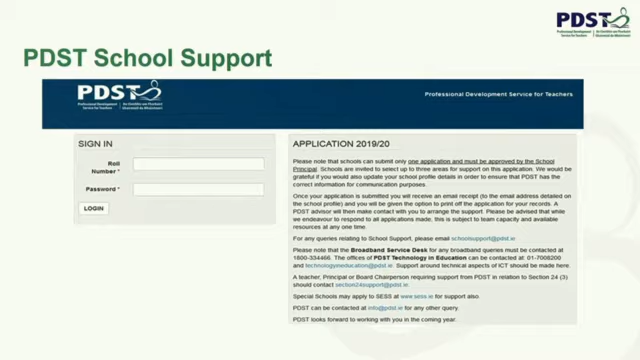 PDST
Professional Development
Service for Teachers
PDST School Support
PDST
Professional Development
Service for Teachers
An tSeirbhís um Fhorbairt
Ghairmiúil do Mhúinteoirí
Professional Development Service for Teachers
SIGN IN
Roll
Number *
Password *
LOGIN
APPLICATION 2019/20
Please note that schools can submit only one application and must be approved by the School
Principal. Schools are invited to select up to three areas for support on this application. We would be
grateful if you would also update your school profile details in order to ensure that PDST has the
correct information for communication purposes.
Once your application is submitted you will receive an email receipt (to the email address detailed on
the school profile) and you will be given the option to print off the application for your records. A
PDST advisor will then make contact with you to arrange the support. Please be advised that while
we endeavour to respond to all applications made, this is subject to team capacity and available
resources at any one time.
For any queries relating to School Support, please email schoolsupport@pdst.ie
Please note that the Broadband Service Desk for any broadband queries must be contacted at
1800-334466. The offices of PDST Technology in Education can be contacted at: 01-7008200
and technologyineducation@pdst.ie. Support around technical aspects of ICT should be made here.
A teacher, Principal or Board Chairperson requiring support from PDST in relation to Section 24 (3)
should contact section24support@pdst.ie.
Special Schools may apply to SESS at www.sess.ie for support also.
PDST can be contacted at info@pdst.ie for any other query.
PDST looks forward to working with you in the coming year.